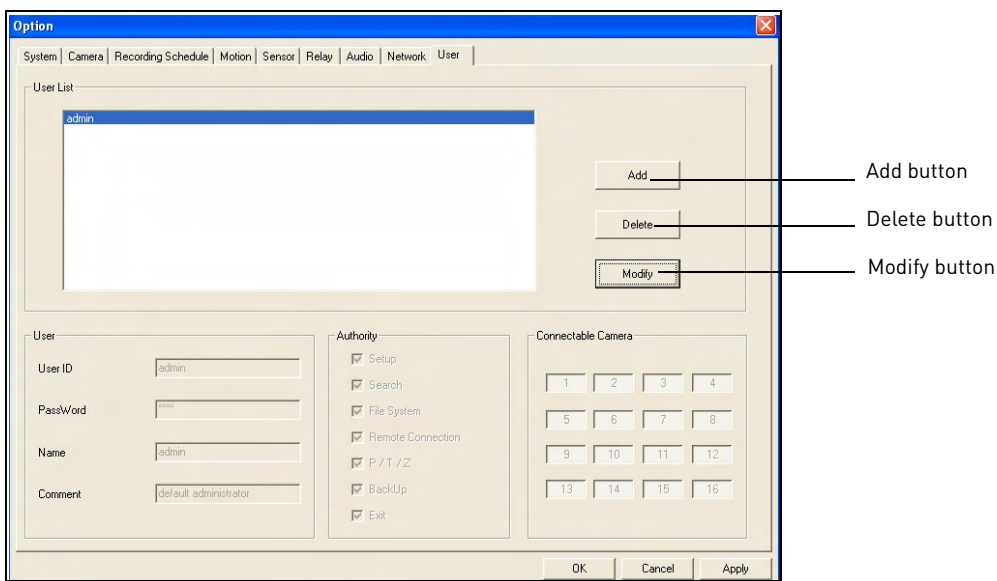 Option
System Camera Recording Schedule Motion Sensor Relay Audio Network User
User List
admin
Add
Add button
Delete
Delete button
Modify
Modify button
User
User ID admin
PassWord ****
Name admin
Comment default administrator
Authority
Setup
Search
File System
Remote Connection
P / T / Z
BackUp
Exit
Connectable Camera
1 2 3 4
5 6 7 8
9 10 11 12
13 14 15 16
OK Cancel Apply